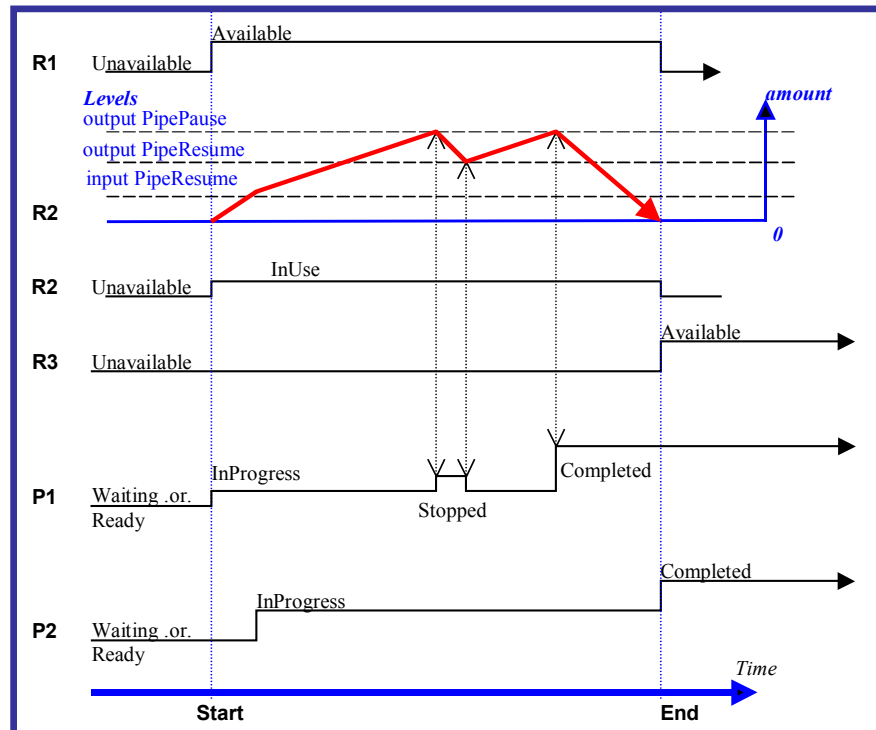 Available
R1 Unavailable
Levels amount
output PipePause
output PipeResume
input PipeResume
R2
0
InUse
R2 Unavailable
Available
R3 Unavailable
InProgress Completed
P1 Waiting .or.
Ready
Stopped
Completed
InProgress
P2 Waiting .or.
Ready
Time
Start End